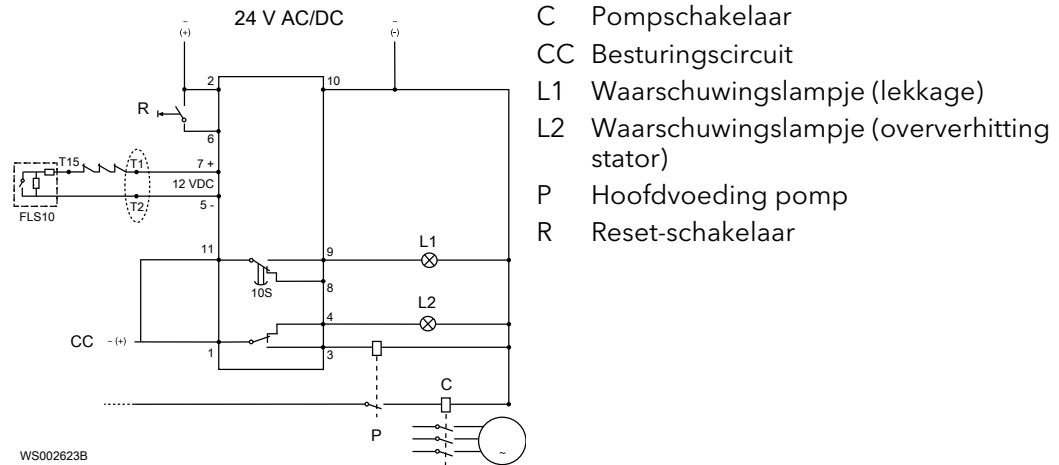 24 V AC/DC
~
(+)
~
(-)
2
10
R
6
T15
T1
7 +
12 VDC
T2
5 -
FLS10
11
9
L1
10S
8
L2
4
CC ~ (+)
1
3
C
P
~
WS002623B
C Pompschakelaar
CC Besturingscircuit
L1 Waarschuwingslampje (lekkage)
L2 Waarschuwingslampje (oververhitting
stator)
P Hoofdvoeding pomp
R Reset-schakelaar